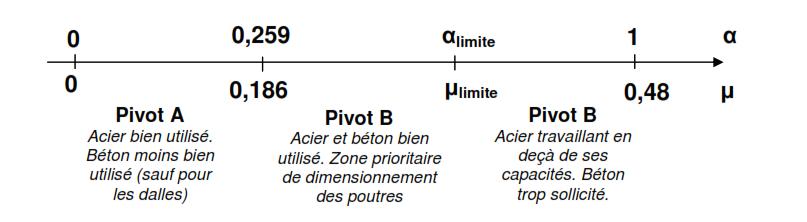 0 0,259 αlimite 1 α
0 0,186 μlimite 0,48 μ
Pivot A
Acier bien utilisé.
Béton moins bien
utilisé (sauf pour
les dalles)
Pivot B
Acier et béton bien
utilisé. Zone prioritaire
de dimensionnement
des poutres
Pivot B
Acier travaillant en
deçà de ses
capacités. Béton
trop sollicité.